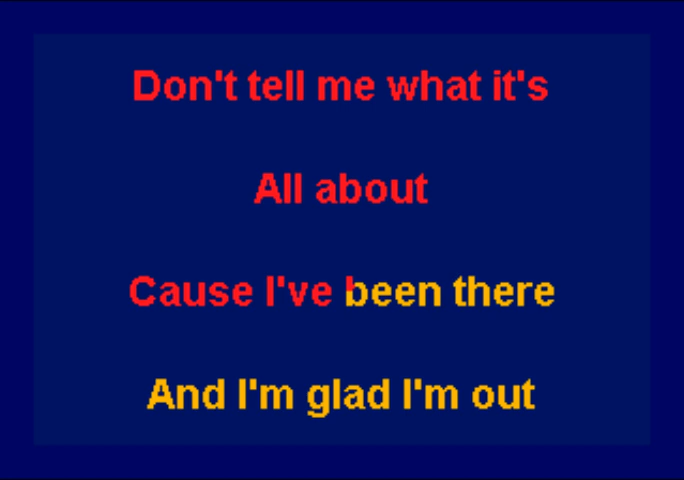 Don't tell me what it's
All about
Cause I've been there
And I'm glad I'm out